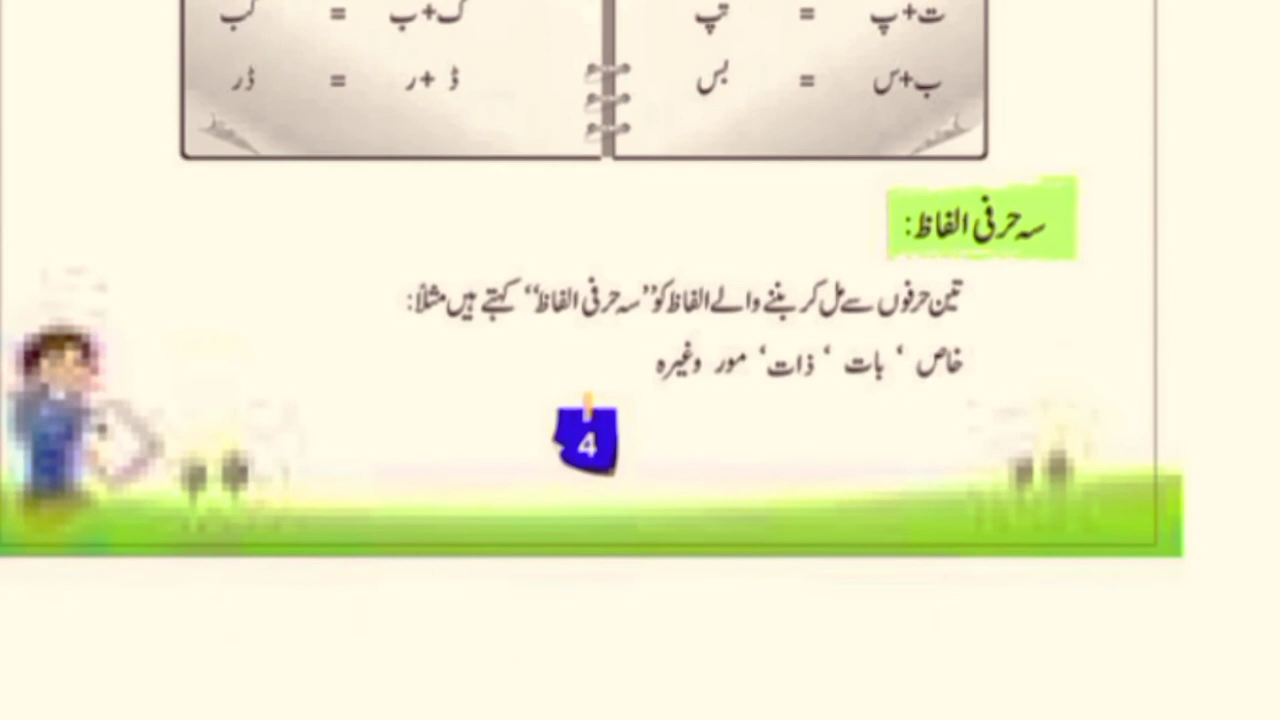 ت+پ = تپ
ک+ب = کب
ب+س = بس
ڈ+ر = ڈر
سہ حرفی الفاظ:
تین حرفوں سے مل کر بننے والے الفاظ کو ”سہ حرفی الفاظ“ کہتے ہیں مثلاً:
خاص ‘ بات ‘ ذات‘ مور وغیرہ
4